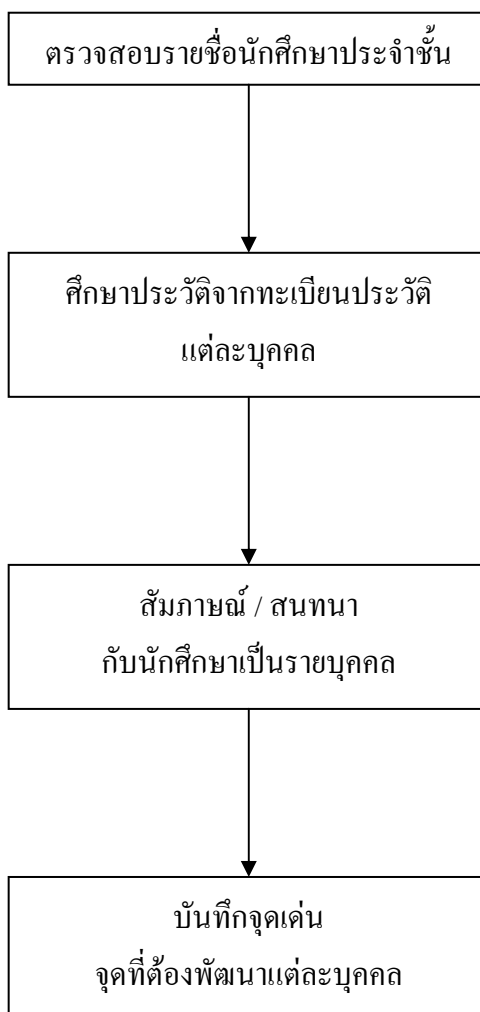 ตรวจสอบรายชื่อนักศึกษาประจำชั้น
ศึกษาประวัติจากทะเบียนประวัติ
แต่ละบุคคล
สัมภาษณ์ / สนทนา
กับนักศึกษาเป็นรายบุคคล
บันทึกจุดเด่น
จุดที่ต้องพัฒนาแต่ละบุคคล